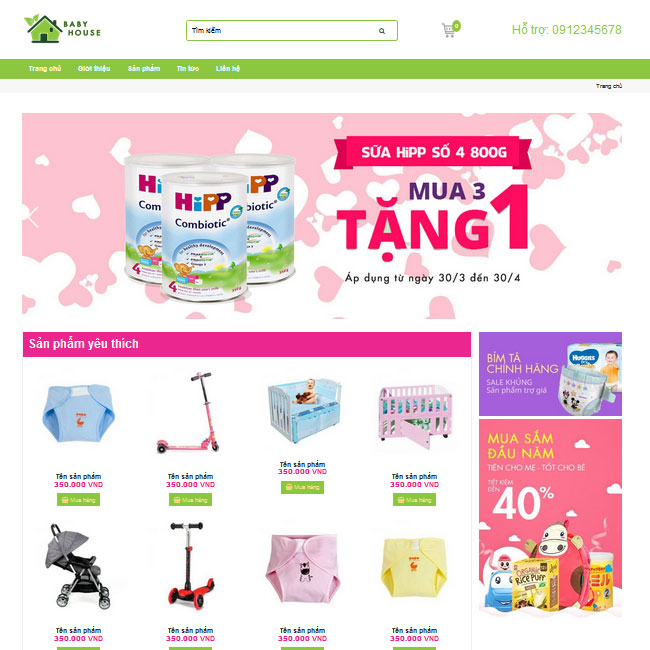 BABY
HOUSE
Tìm kiếm
0
Hỗ trợ: 0912345678
Trang chủ Giới thiệu Sản phẩm Tin tức Liên hệ
Trang chủ
SỮA HiPP SỐ 4 800G
MUA 3
TẶNG 1
Áp dụng từ ngày 30/3 đến 30/4
HiPP
Combiotic
HiPP
Combiotic
4
4
Sản phẩm yêu thích
BỈM TÃ
CHÍNH HÃNG
SALE KHỦNG
Sản phẩm trợ giá
HUGGIES
MUA SẮM
ĐẦU NĂM
TIỆN CHO MẸ - TỐT CHO BÉ
TIẾT KIỆM
ĐẾN
40%
ORGANIC
Rice Puff
Tên sản phẩm Tên sản phẩm Tên sản phẩm Tên sản phẩm
350.000 VND 350.000 VND 350.000 VND 350.000 VND
Mua hàng Mua hàng Mua hàng Mua hàng
Tên sản phẩm Tên sản phẩm Tên sản phẩm Tên sản phẩm
350.000 VND 350.000 VND 350.000 VND 350.000 VND